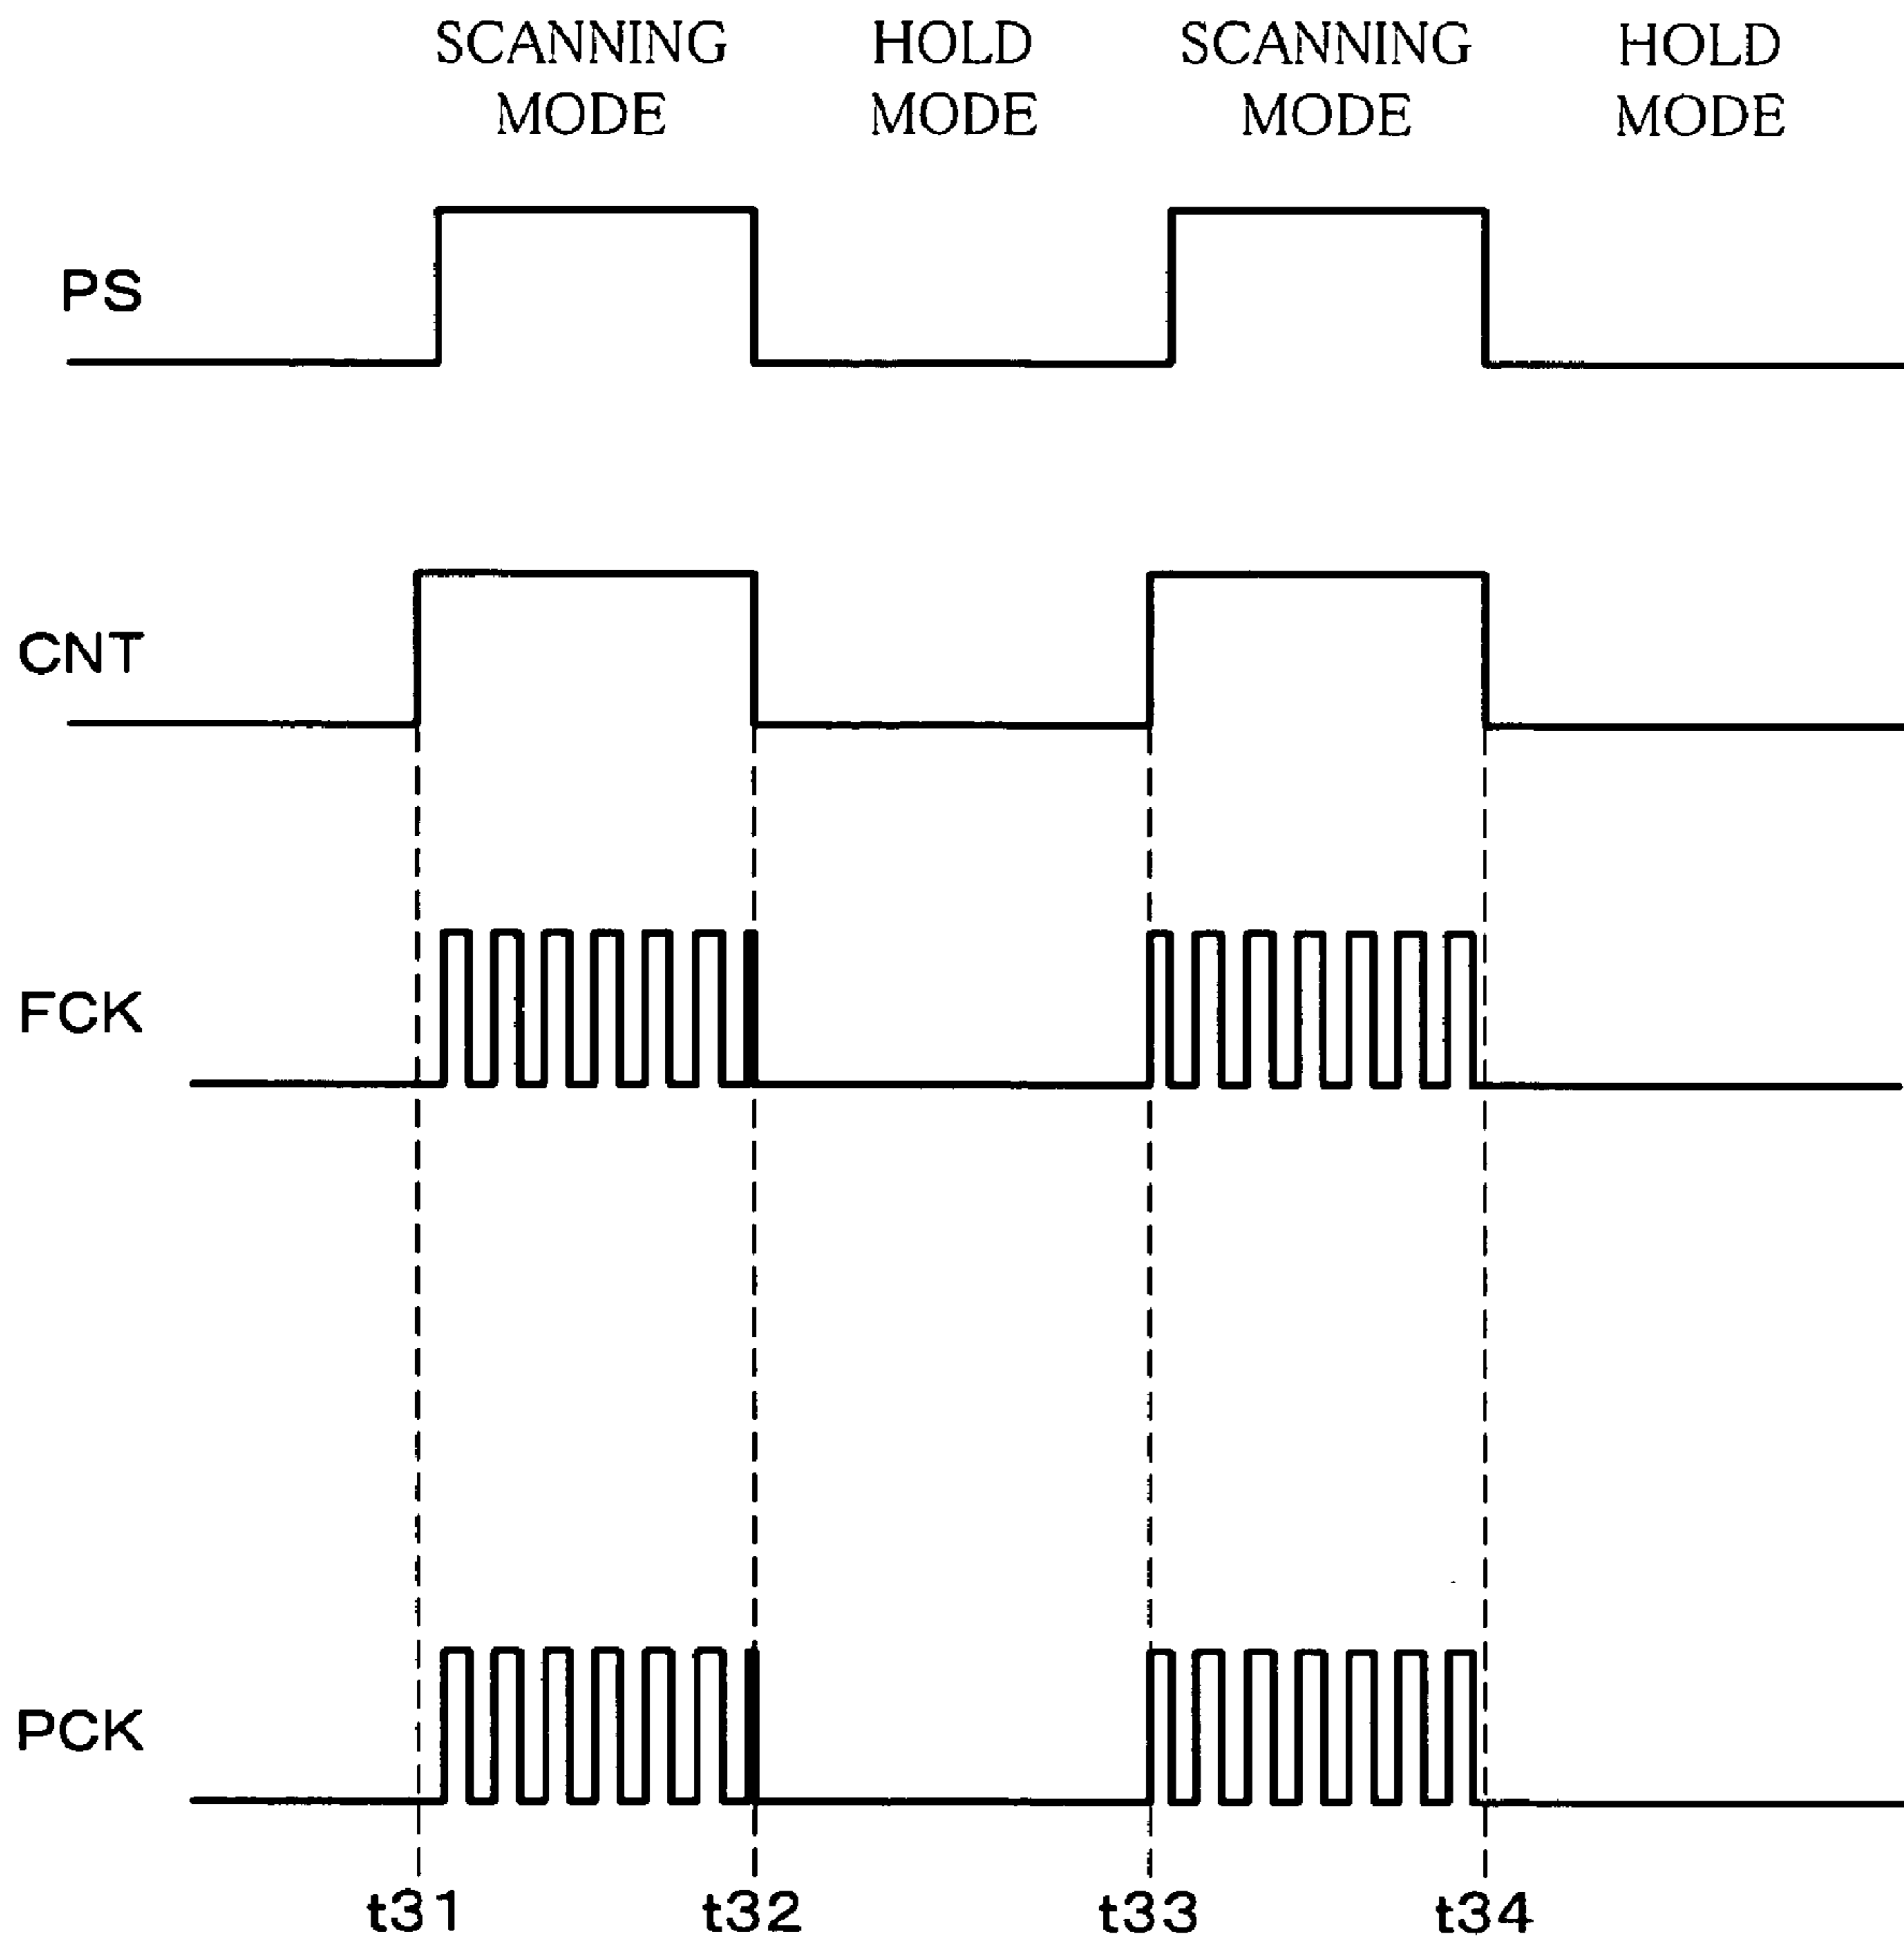 SCANNING MODE
HOLD MODE
SCANNING MODE
HOLD MODE
PS
CNT
FCK
PCK
t31
t32
t33
t34